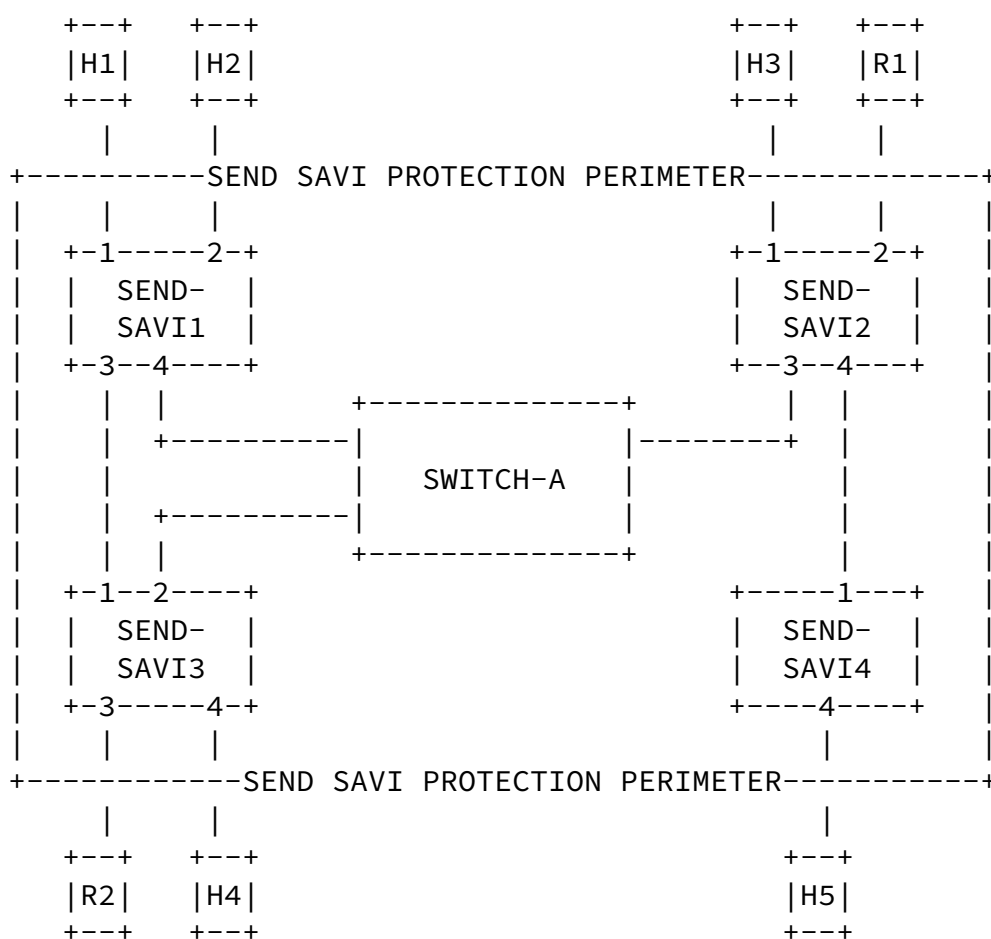 H1 H2 H3 R1
SEND SAVI PROTECTION PERIMETER
1 2 1 2
SEND- SEND-
SAVI1 SAVI2
3 4 3 4
SWITCH-A
1 2 1
SEND- SEND-
SAVI3 SAVI4
3 4 4
SEND SAVI PROTECTION PERIMETER
R2 H4 H5